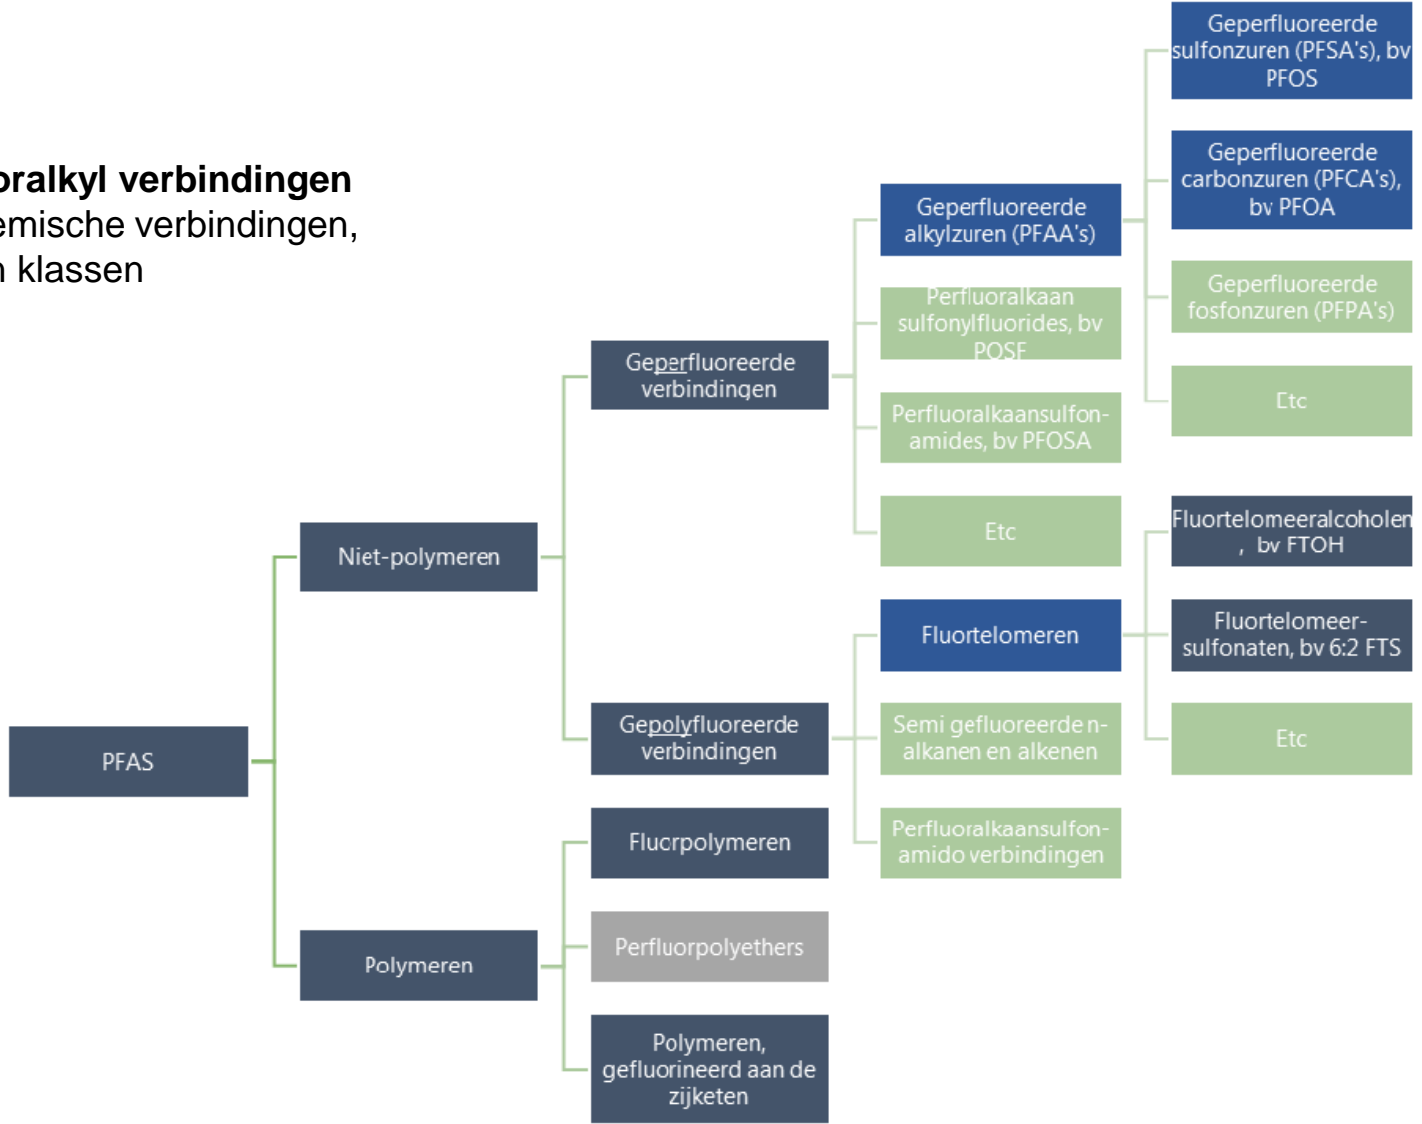 oralkyl verbindingen
emische verbindingen,
n klassen
PFAS
Niet-polymeren
Polymeren
Geperfluoreerde
verbindingen
Gepolyfluoreerde
verbindingen
Fluorpolymeren
Perfluorpolyethers
Polymeren,
gefluorineerd aan de
zijketen
Geperfluoreerde
alkylzuren (PFAA's)
Perfluoralkaan
sulfonylfluorides, bv
POSF
Perfluoralkaansulfon-
amides, bv PFOSA
Etc
Fluortelomeren
Semi gefluoreerde n-
alkanen en alkenen
Perfluoralkaansulfon-
amido verbindingen
Geperfluoreerde
sulfonzuren (PFSA's), bv
PFOS
Geperfluoreerde
carbonzuren (PFCA's),
bv PFOA
Geperfluoreerde
fosfonzuren (PFPA's)
Etc
Fluortelomeeralcoholen
, bv FTOH
Fluortelomeer-
sulfonaten, bv 6:2 FTS
Etc